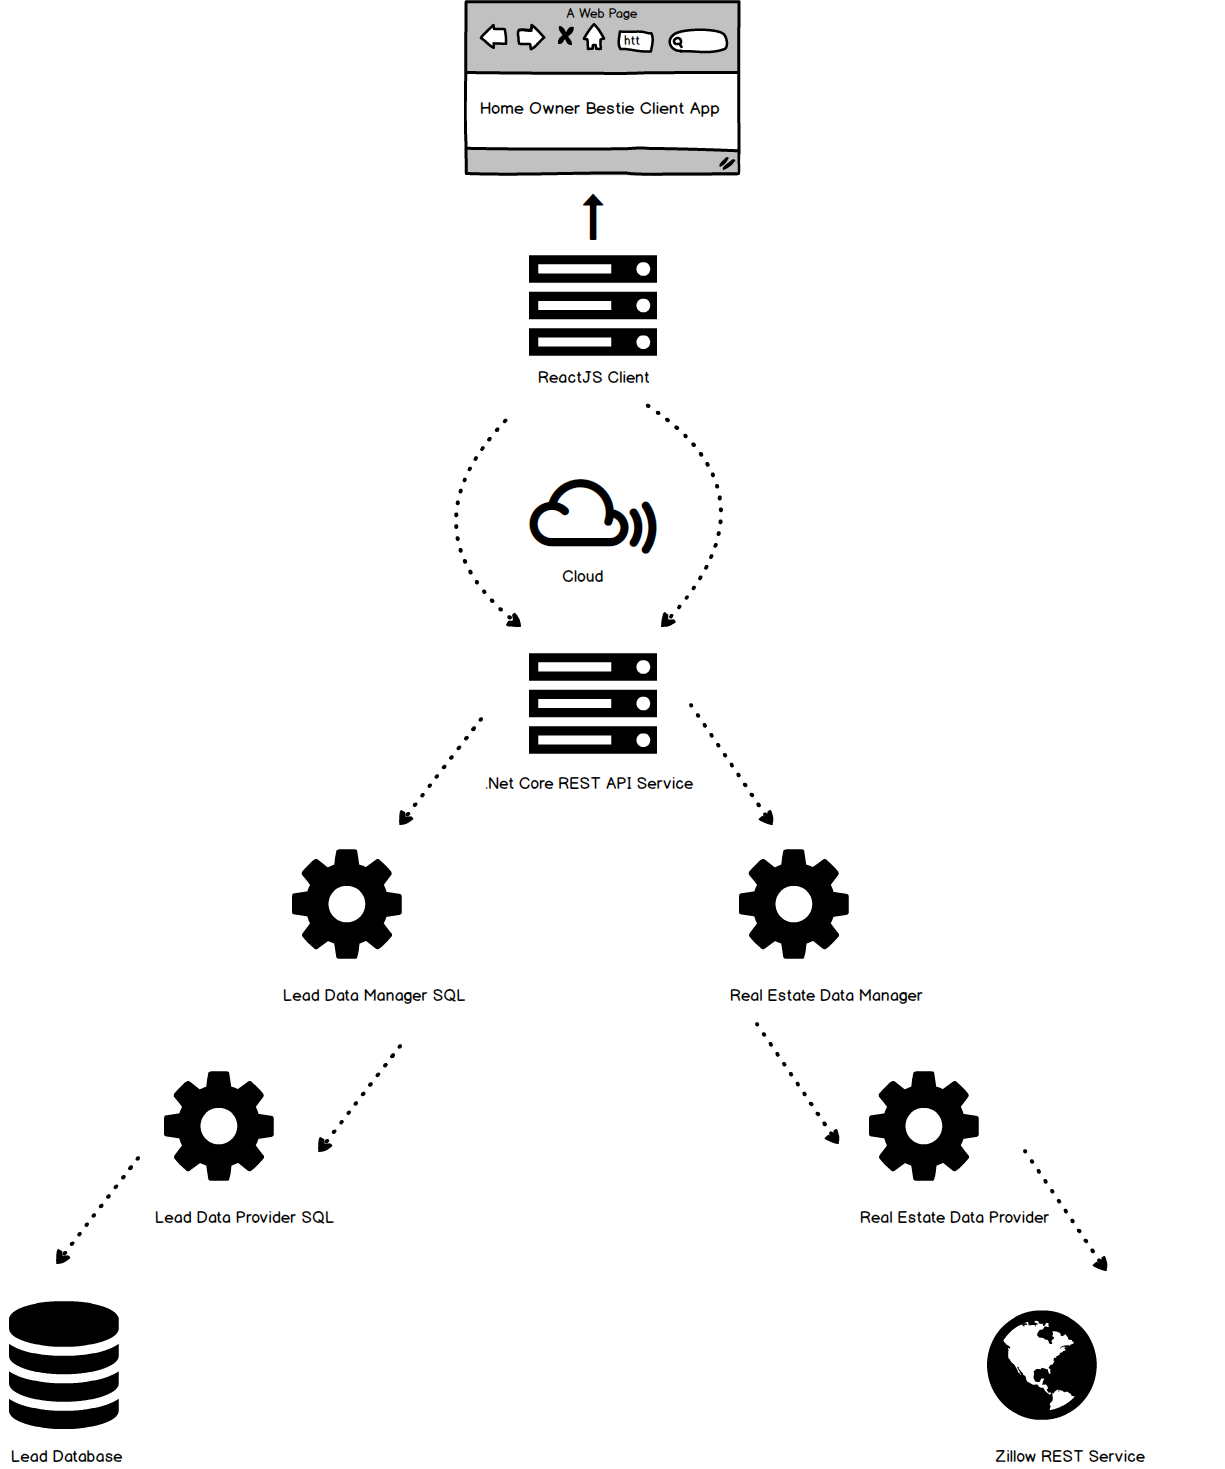 A Web Page
htt
Home Owner Bestie Client App
ReactJS Client
Cloud
.Net Core REST API Service
Lead Data Manager SQL
Real Estate Data Manager
Lead Data Provider SQL
Real Estate Data Provider
Lead Database
Zillow REST Service